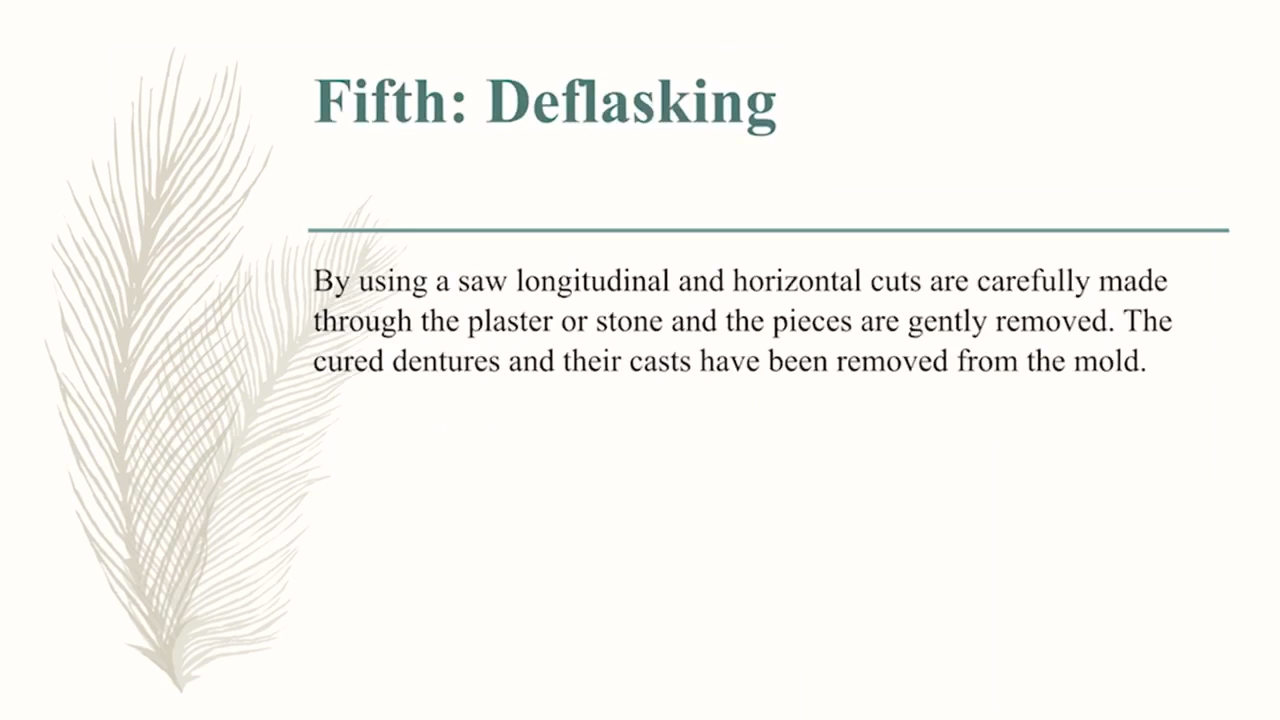 Fifth: Deflasking
By using a saw longitudinal and horizontal cuts are carefully made
through the plaster or stone and the pieces are gently removed. The
cured dentures and their casts have been removed from the mold.